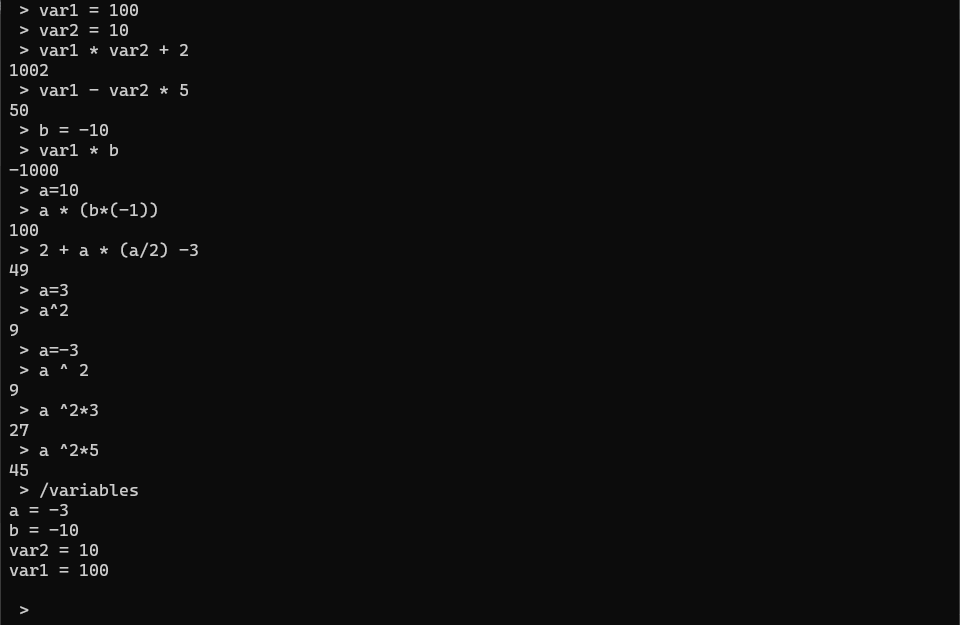 > var1 = 100
> var2 = 10
> var1 * var2 + 2
1002
> var1 - var2 * 5
50
> b = -10
> var1 * b
-1000
> a=10
> a * (b*(-1))
100
> 2 + a * (a/2) -3
49
> a=3
> a^2
9
> a=-3
> a ^ 2
9
> a ^2*3
27
> a ^2*5
45
> /variables
a = -3
b = -10
var2 = 10
var1 = 100
>